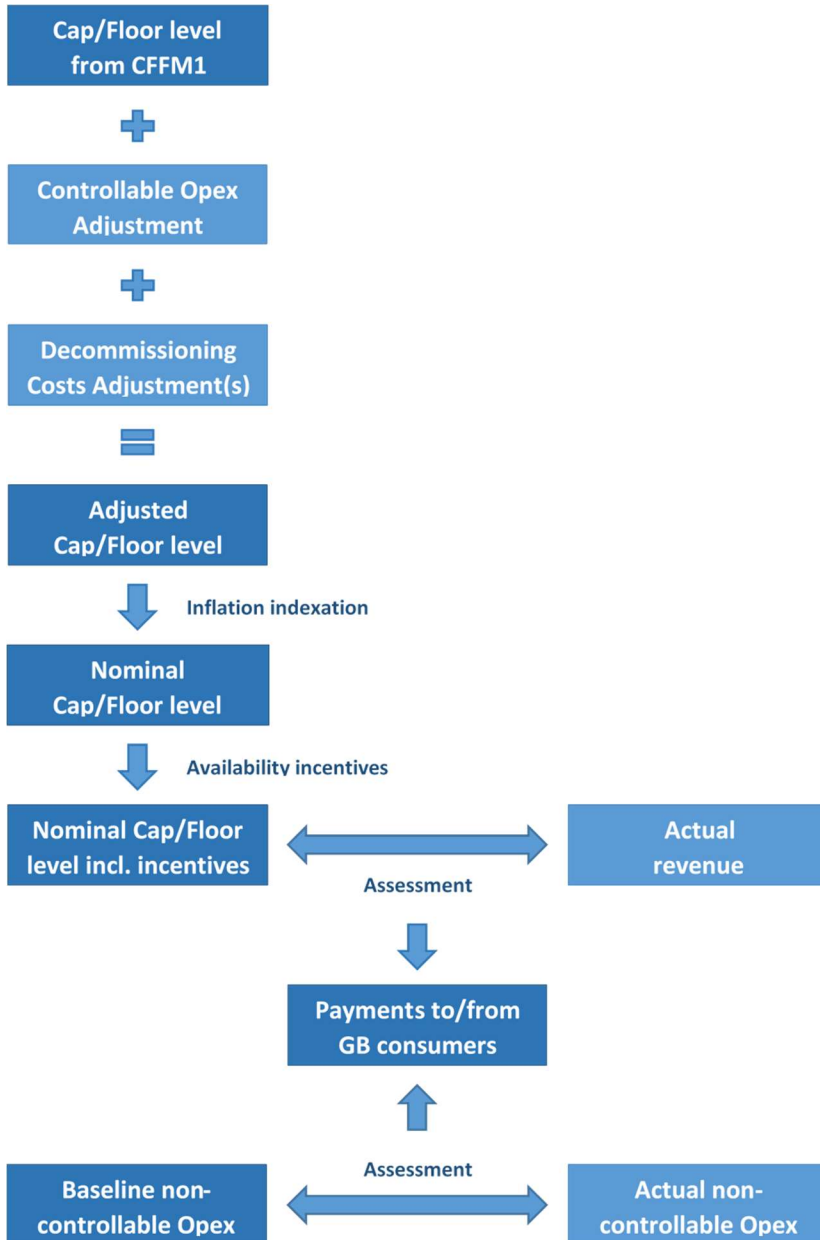 Cap/Floor level
from CFFM1
Controllable Opex
Adjustment
Decommissioning
Costs Adjustment(s)
Adjusted
Cap/Floor level
Inflation indexation
Nominal
Cap/Floor level
Availability incentives
Nominal Cap/Floor
level incl. incentives
Assessment
Actual
revenue
Payments to/from
GB consumers
Baseline non-
controllable Opex
Assessment
Actual non-
controllable Opex